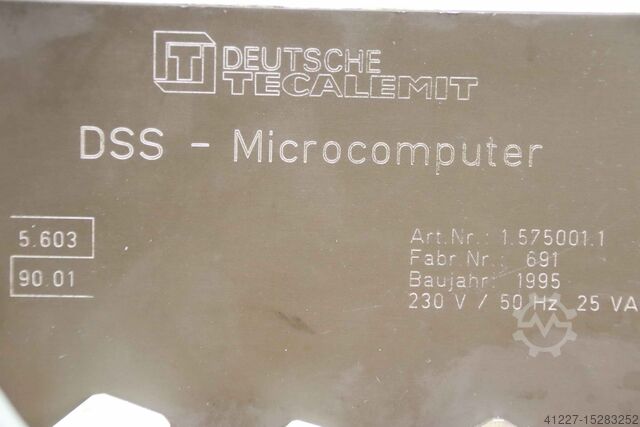 DEUTSCHE
TECALEMIT
DSS - Microcomputer
5.603
90.01
Art.Nr.: 1.575001.1
Fabr.Nr.: 691
Baujahr: 1995
230 V / 50 Hz 25 VA
41227-15283252